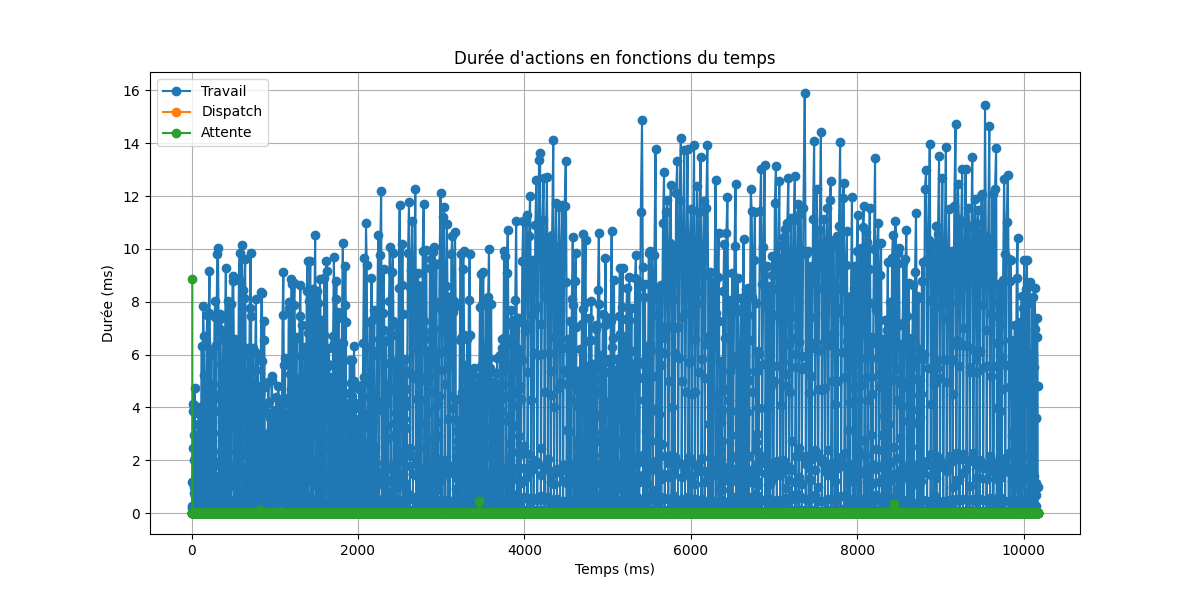 Durée d'actions en fonctions du temps
Travail
Dispatch
Attente
Durée (ms)
16
14
12
10
8
6
4
2
0
0 2000 4000 6000 8000 10000
Temps (ms)